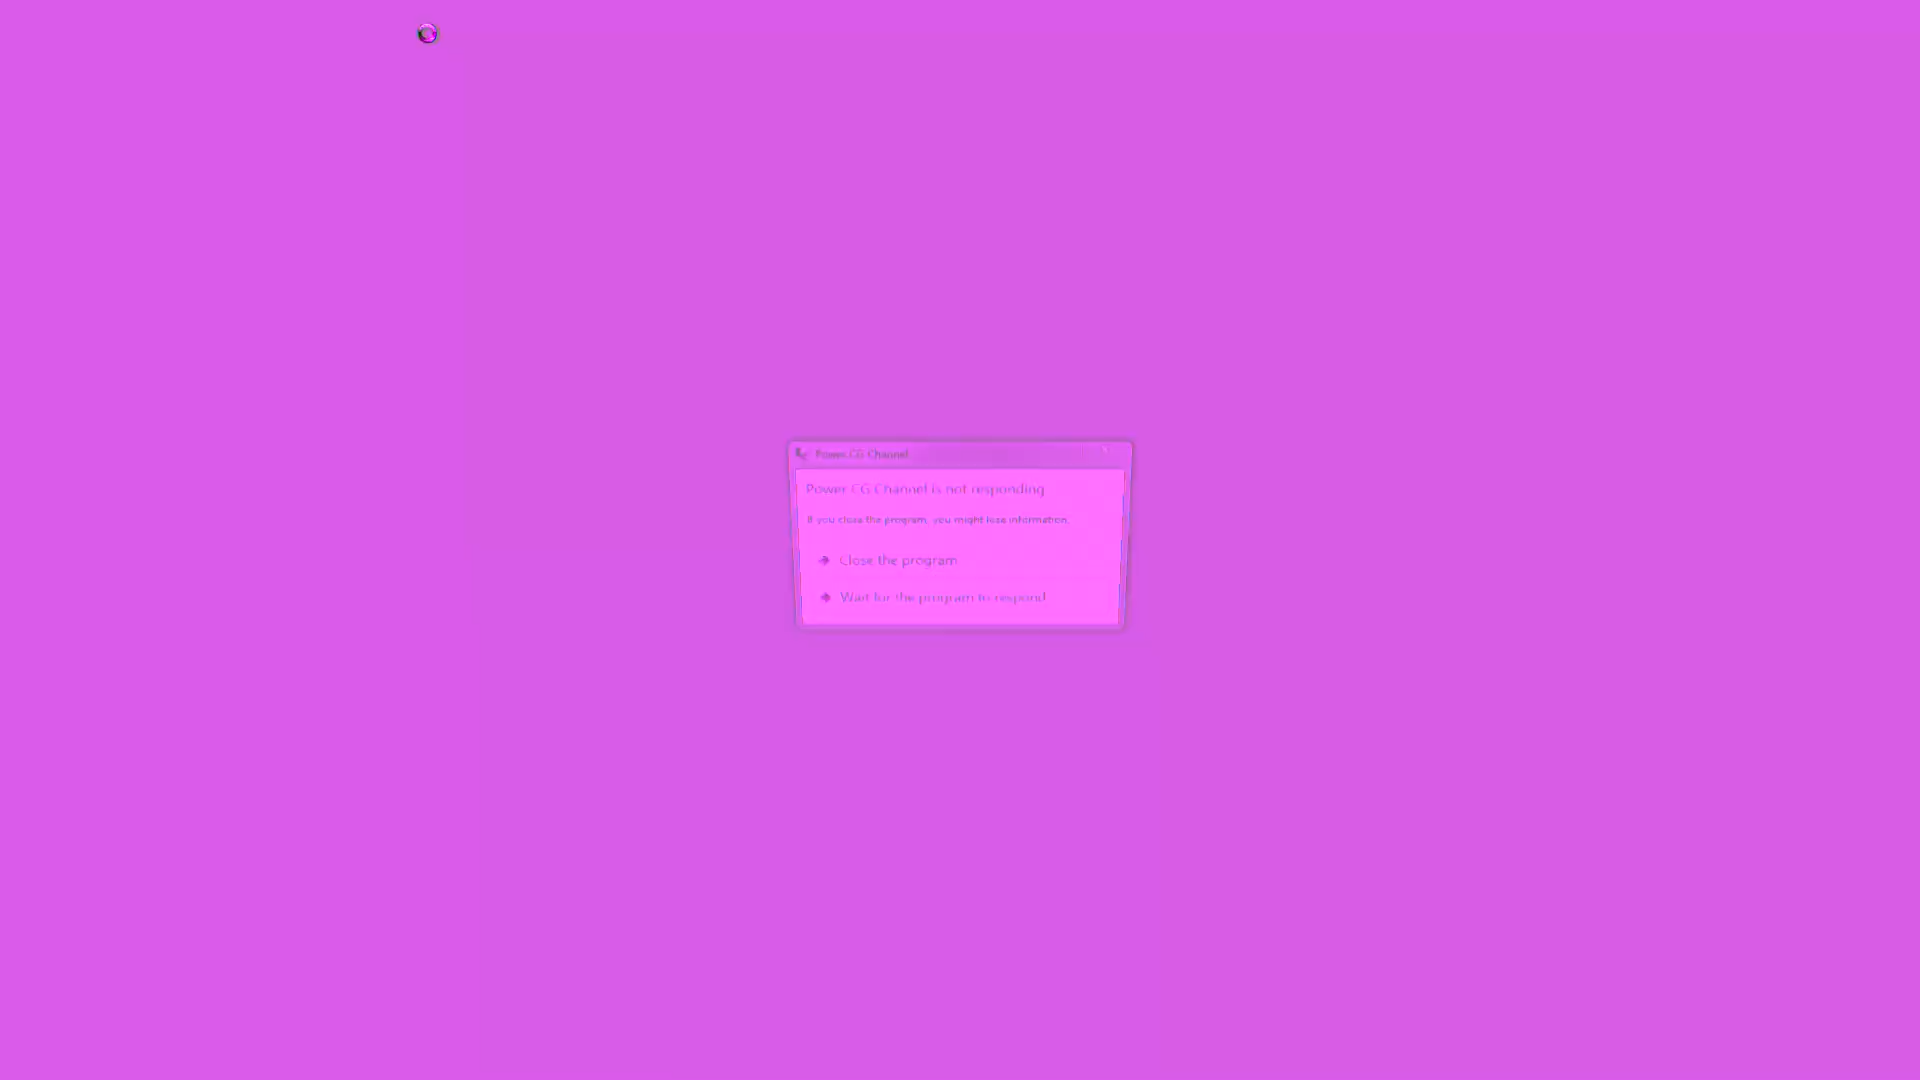 Power CG Channel
Power CG Channel is not responding
If you close the program, you might lose information.
Close the program
Wait for the program to respond